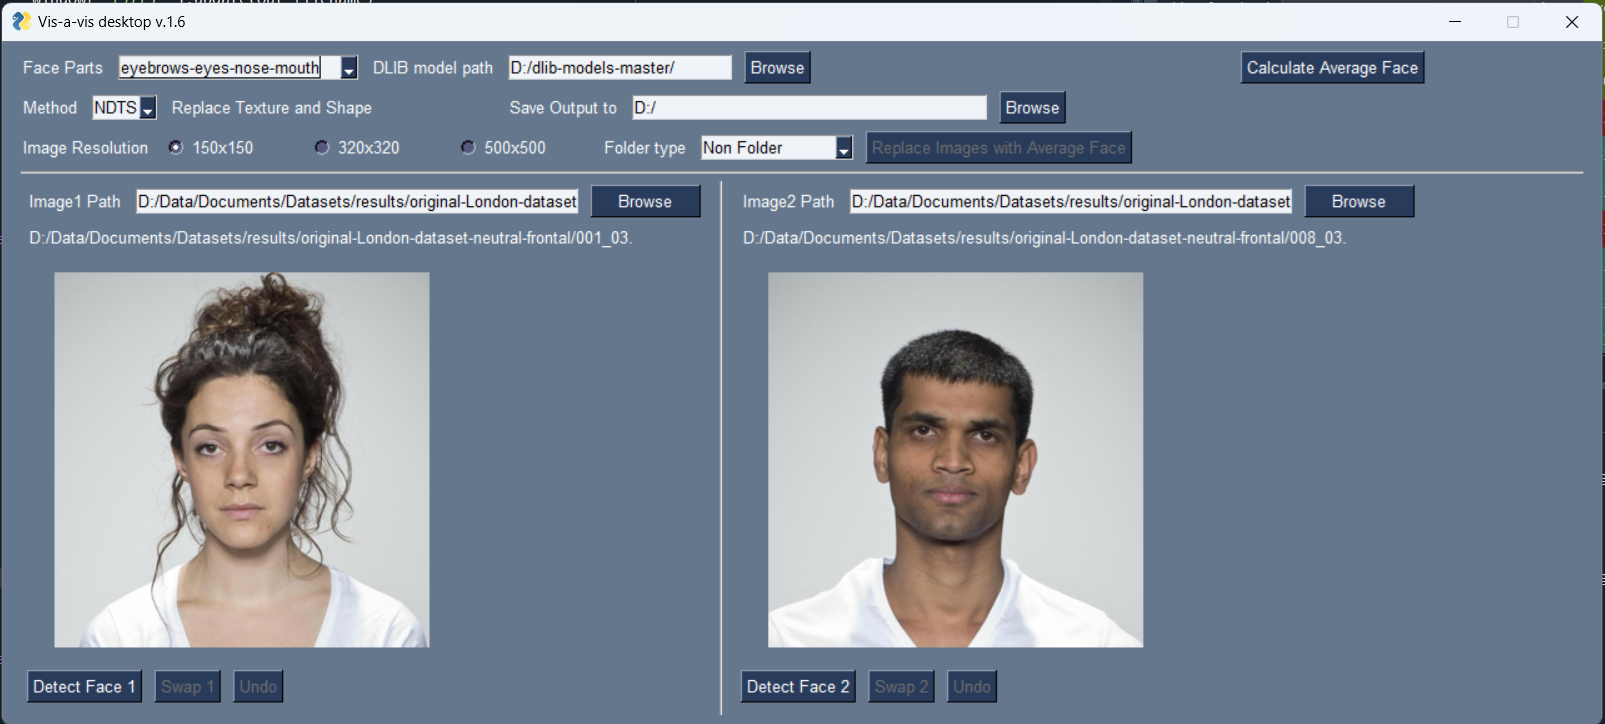 Vis-a-vis desktop v.1.6
Face Parts eyebrows-eyes-nose-mouth DLIB model path D:/dlib-models-master/ Browse Calculate Average Face
Method NDTS Replace Texture and Shape Save Output to D:/ Browse
Image Resolution 150x150 320x320 500x500 Folder type Non Folder Replace Images with Average Face
Image1 Path D:/Data/Documents/Datasets/results/original-London-dataset Browse
D:/Data/Documents/Datasets/results/original-London-dataset-neutral-frontal/001_03.
Detect Face 1 Swap 1 Undo
Image2 Path D:/Data/Documents/Datasets/results/original-London-dataset Browse
D:/Data/Documents/Datasets/results/original-London-dataset-neutral-frontal/008_03.
Detect Face 2 Swap 2 Undo